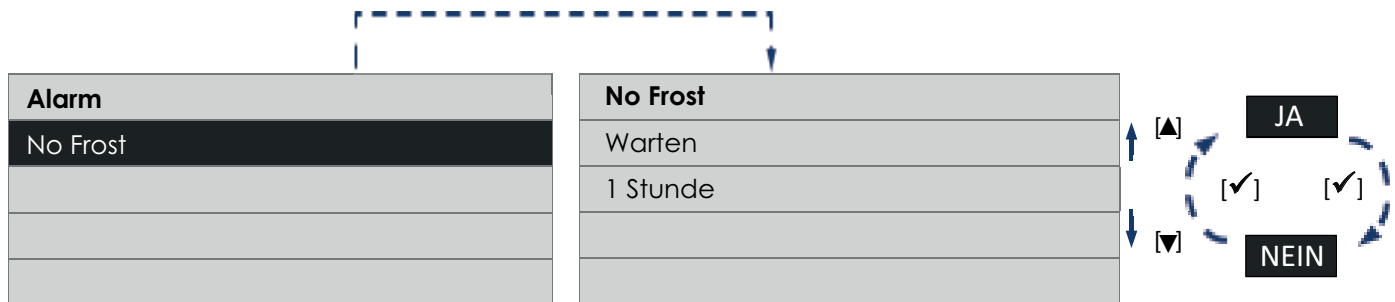 Alarm
No Frost
No Frost
Warten
1 Stunde
[▲]
[▼]
JA
[✓] [✓]
NEIN